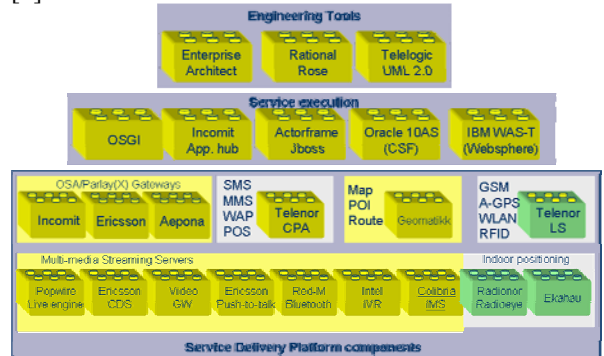 Engineering Tools
Enterprise Architect
Rational Rose
Telelogic UML 2.0
Service execution
OSGI
Incomit App. hub
Actorframe Jboss
Oracle 10AS (CSF)
IBM WAS-T (Websphere)
OSA/Parlay(X) Gateways
Incomit
Ericsson
Aepona
SMS
MMS
WAP
POS
Telenor CPA
Map
POI
Route
Geomatikk
GSM
A-GPS
WLAN
RFID
Telenor LS
Multi-media Streaming Servers
Popwire Live engine
Ericsson CDS
Video GW
Ericsson Push-to-talk
Red-M Bluetooth
Intel IVR
Colibria IMS
Indoor positioning
Radionor Radioeye
Ekahau
Service Delivery Platform components